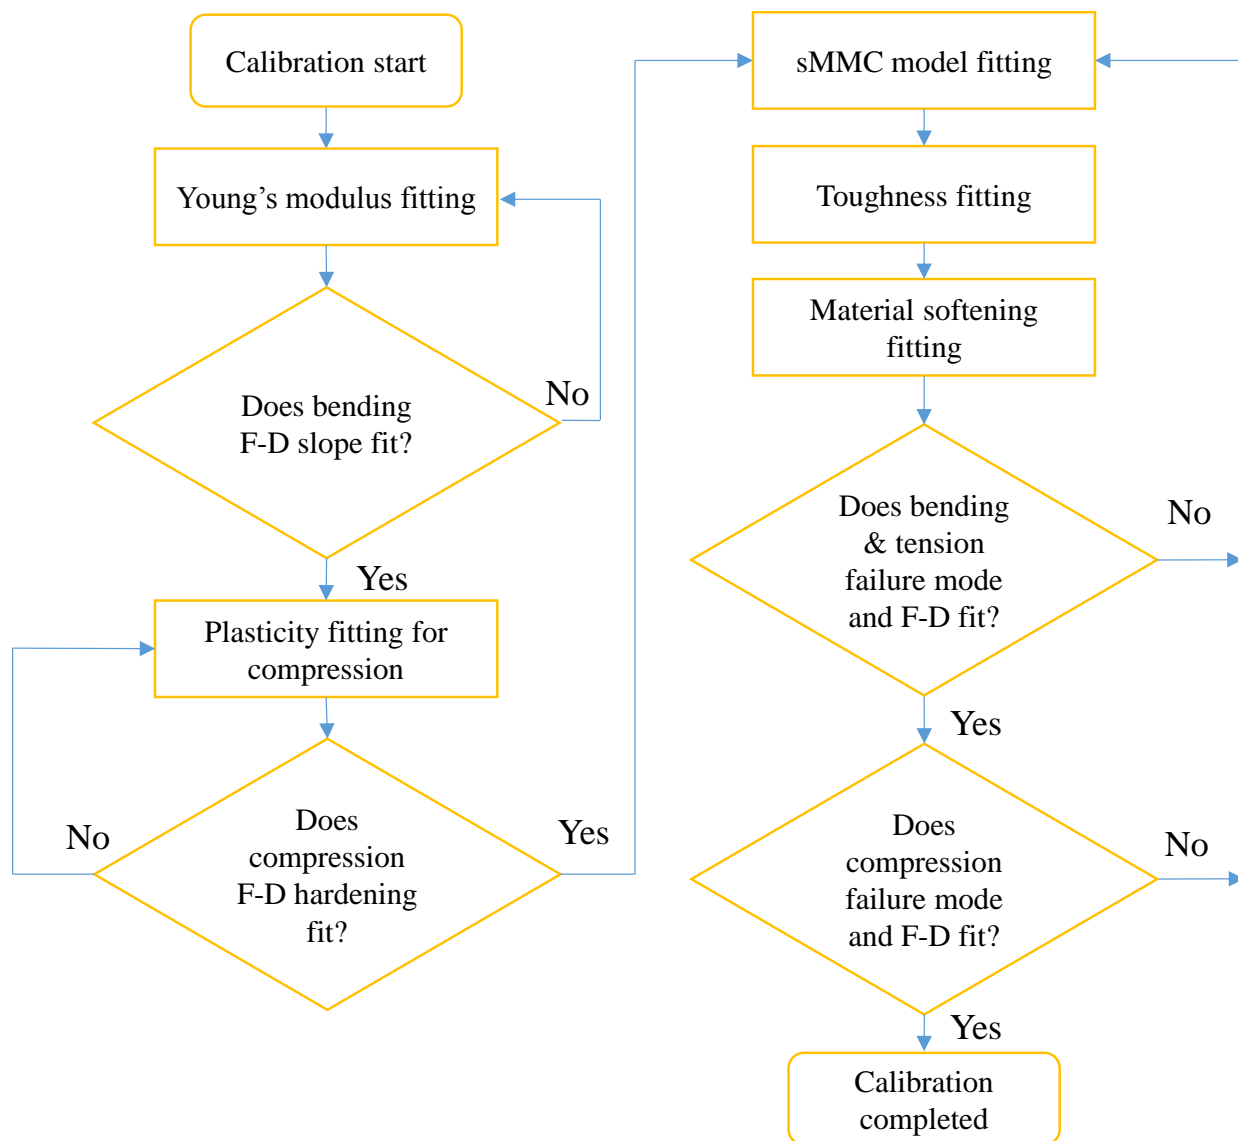 Calibration start
Young’s modulus fitting
Does bending
F-D slope fit?
No
Yes
Plasticity fitting for
compression
Does
compression
F-D hardening
fit?
No
Yes
sMMC model fitting
Toughness fitting
Material softening
fitting
Does bending
& tension
failure mode
and F-D fit?
No
Yes
Does
compression
failure mode
and F-D fit?
No
Yes
Calibration
completed